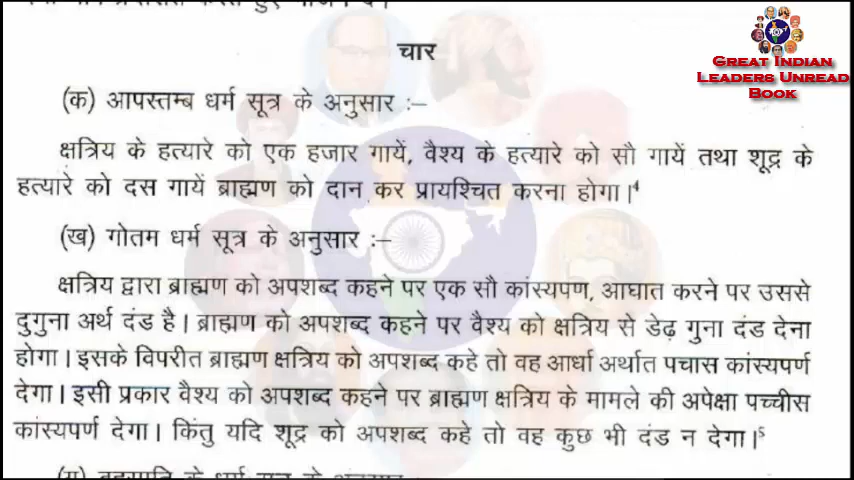 चार
Great Indian
Leaders Unread
Book
(क) आपस्तम्ब धर्म सूत्र के अनुसार :–
क्षत्रिय के हत्यारे को एक हजार गायें, वैश्य के हत्यारे को सौ गायें तथा शूद्र के
हत्यारे को दस गायें ब्राह्मण को दान कर प्रायश्चित करना होगा।⁴
(ख) गोतम धर्म सूत्र के अनुसार :–
क्षत्रिय द्वारा ब्राह्मण को अपशब्द कहने पर एक सौ कांस्यपण, आघात करने पर उससे
दुगुना अर्थ दंड है। ब्राह्मण को अपशब्द कहने पर वैश्य को क्षत्रिय से डेढ़ गुना दंड देना
होगा। इसके विपरीत ब्राह्मण क्षत्रिय को अपशब्द कहे तो वह आर्धा अर्थात पचास कांस्यपर्ण
देगा। इसी प्रकार वैश्य को अपशब्द कहने पर ब्राह्मण क्षत्रिय के मामले की अपेक्षा पच्चीस
कांस्यपर्ण देगा। किंतु यदि शूद्र को अपशब्द कहे तो वह कुछ भी दंड न देगा।⁵